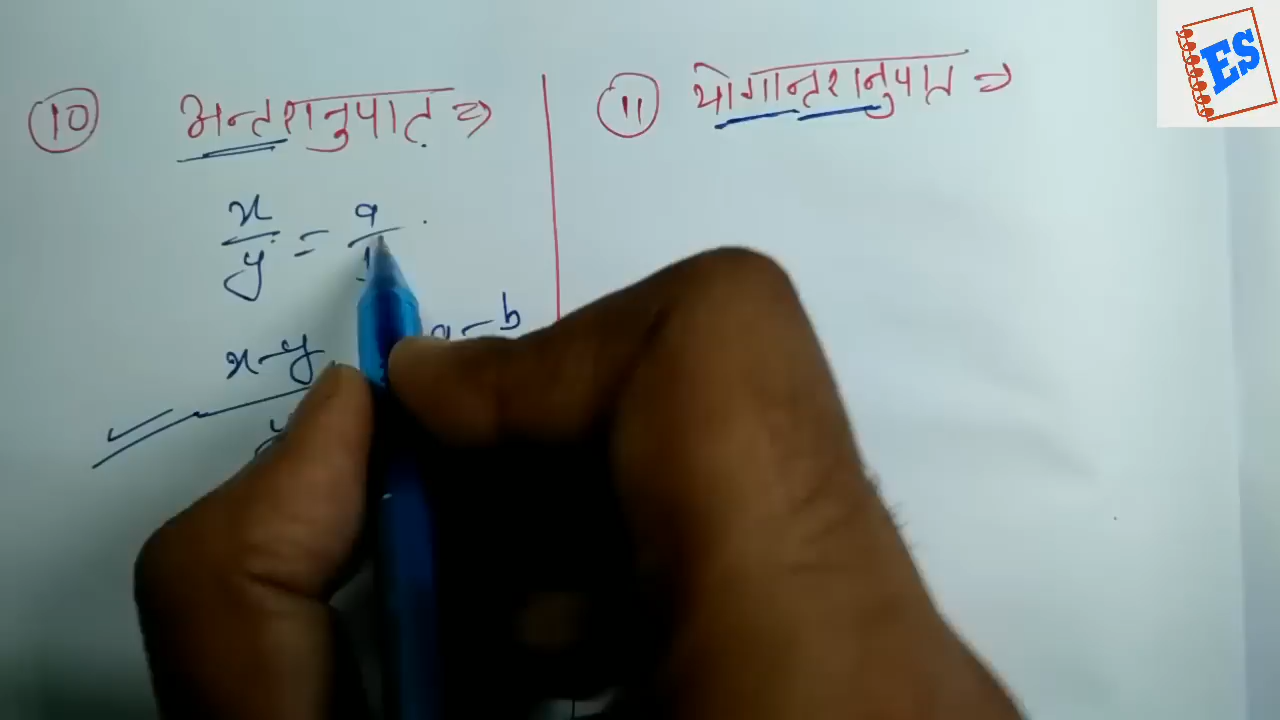 10 अन्तरानुपात ⇒
x/y = a/
x-y a-b
11 योगान्तरानुपात ⇒
ES